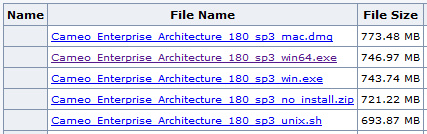 Name File Name File Size
Cameo_Enterprise_Architecture_180_sp3_mac.dmg 773.48 MB
Cameo_Enterprise_Architecture_180_sp3_win64.exe 746.97 MB
Cameo_Enterprise_Architecture_180_sp3_win.exe 743.74 MB
Cameo_Enterprise_Architecture_180_sp3_no_install.zip 721.22 MB
Cameo_Enterprise_Architecture_180_sp3_unix.sh 693.87 MB